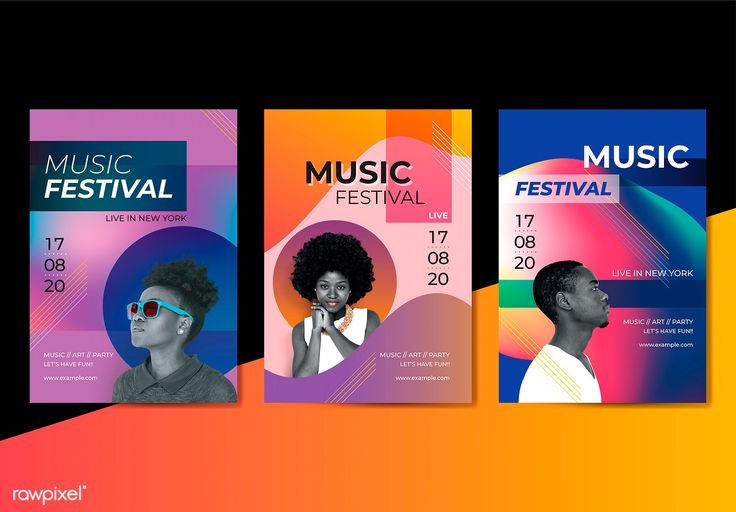 MUSIC
FESTIVAL
LIVE IN NEW YORK
17
08
20
MUSIC // ART // PARTY
LET'S HAVE FUN!!
www.example.com
MUSIC
FESTIVAL
LIVE
17
08
20
MUSIC // ART // PARTY
LET'S HAVE FUN!!
www.example.com
MUSIC
FESTIVAL
17
08
20
LIVE IN NEW YORK
MUSIC // ART // PARTY
LET'S HAVE FUN!!
www.example.com
rawpixel